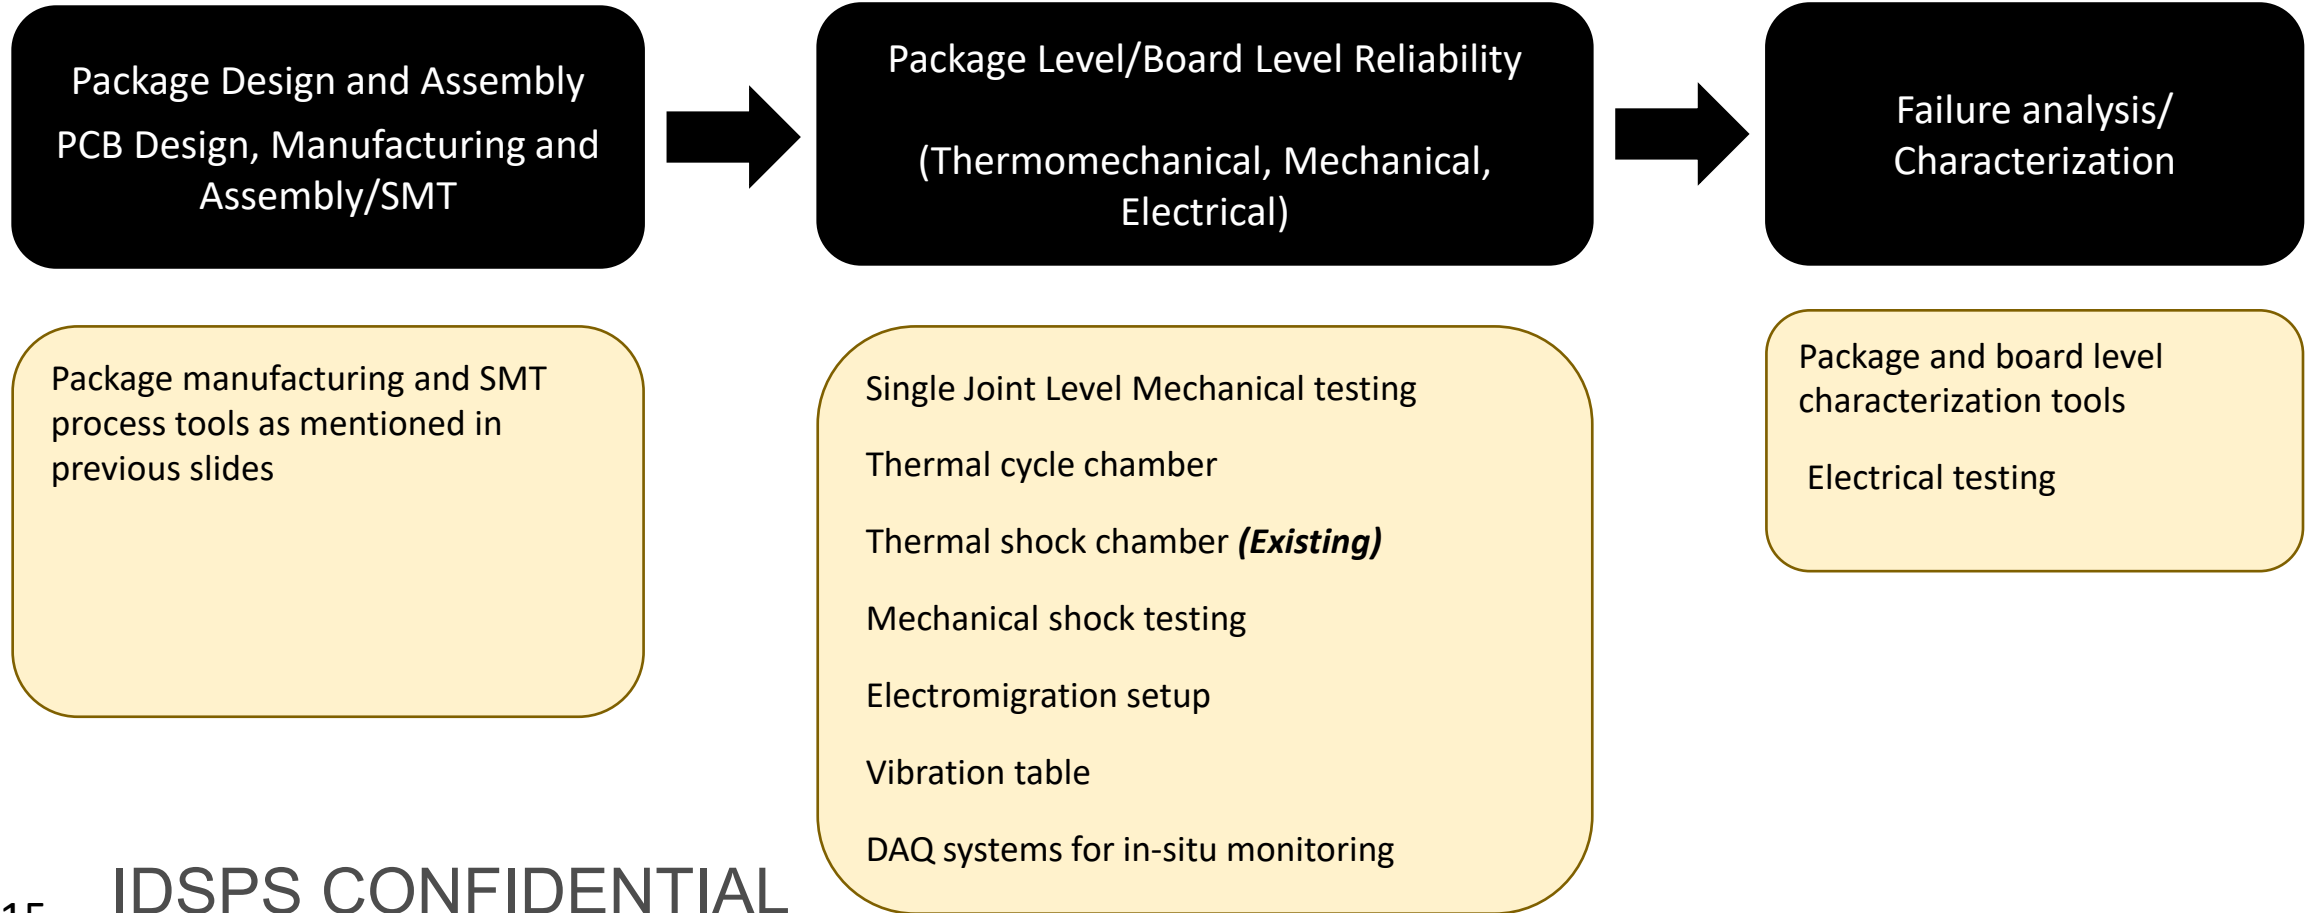 Package Design and Assembly
PCB Design, Manufacturing and
Assembly/SMT
Package Level/Board Level Reliability
(Thermomechanical, Mechanical,
Electrical)
Failure analysis/
Characterization
Package manufacturing and SMT
process tools as mentioned in
previous slides
Single Joint Level Mechanical testing
Thermal cycle chamber
Thermal shock chamber (Existing)
Mechanical shock testing
Electromigration setup
Vibration table
DAQ systems for in-situ monitoring
Package and board level
characterization tools
Electrical testing
15
IDSPS CONFIDENTIAL